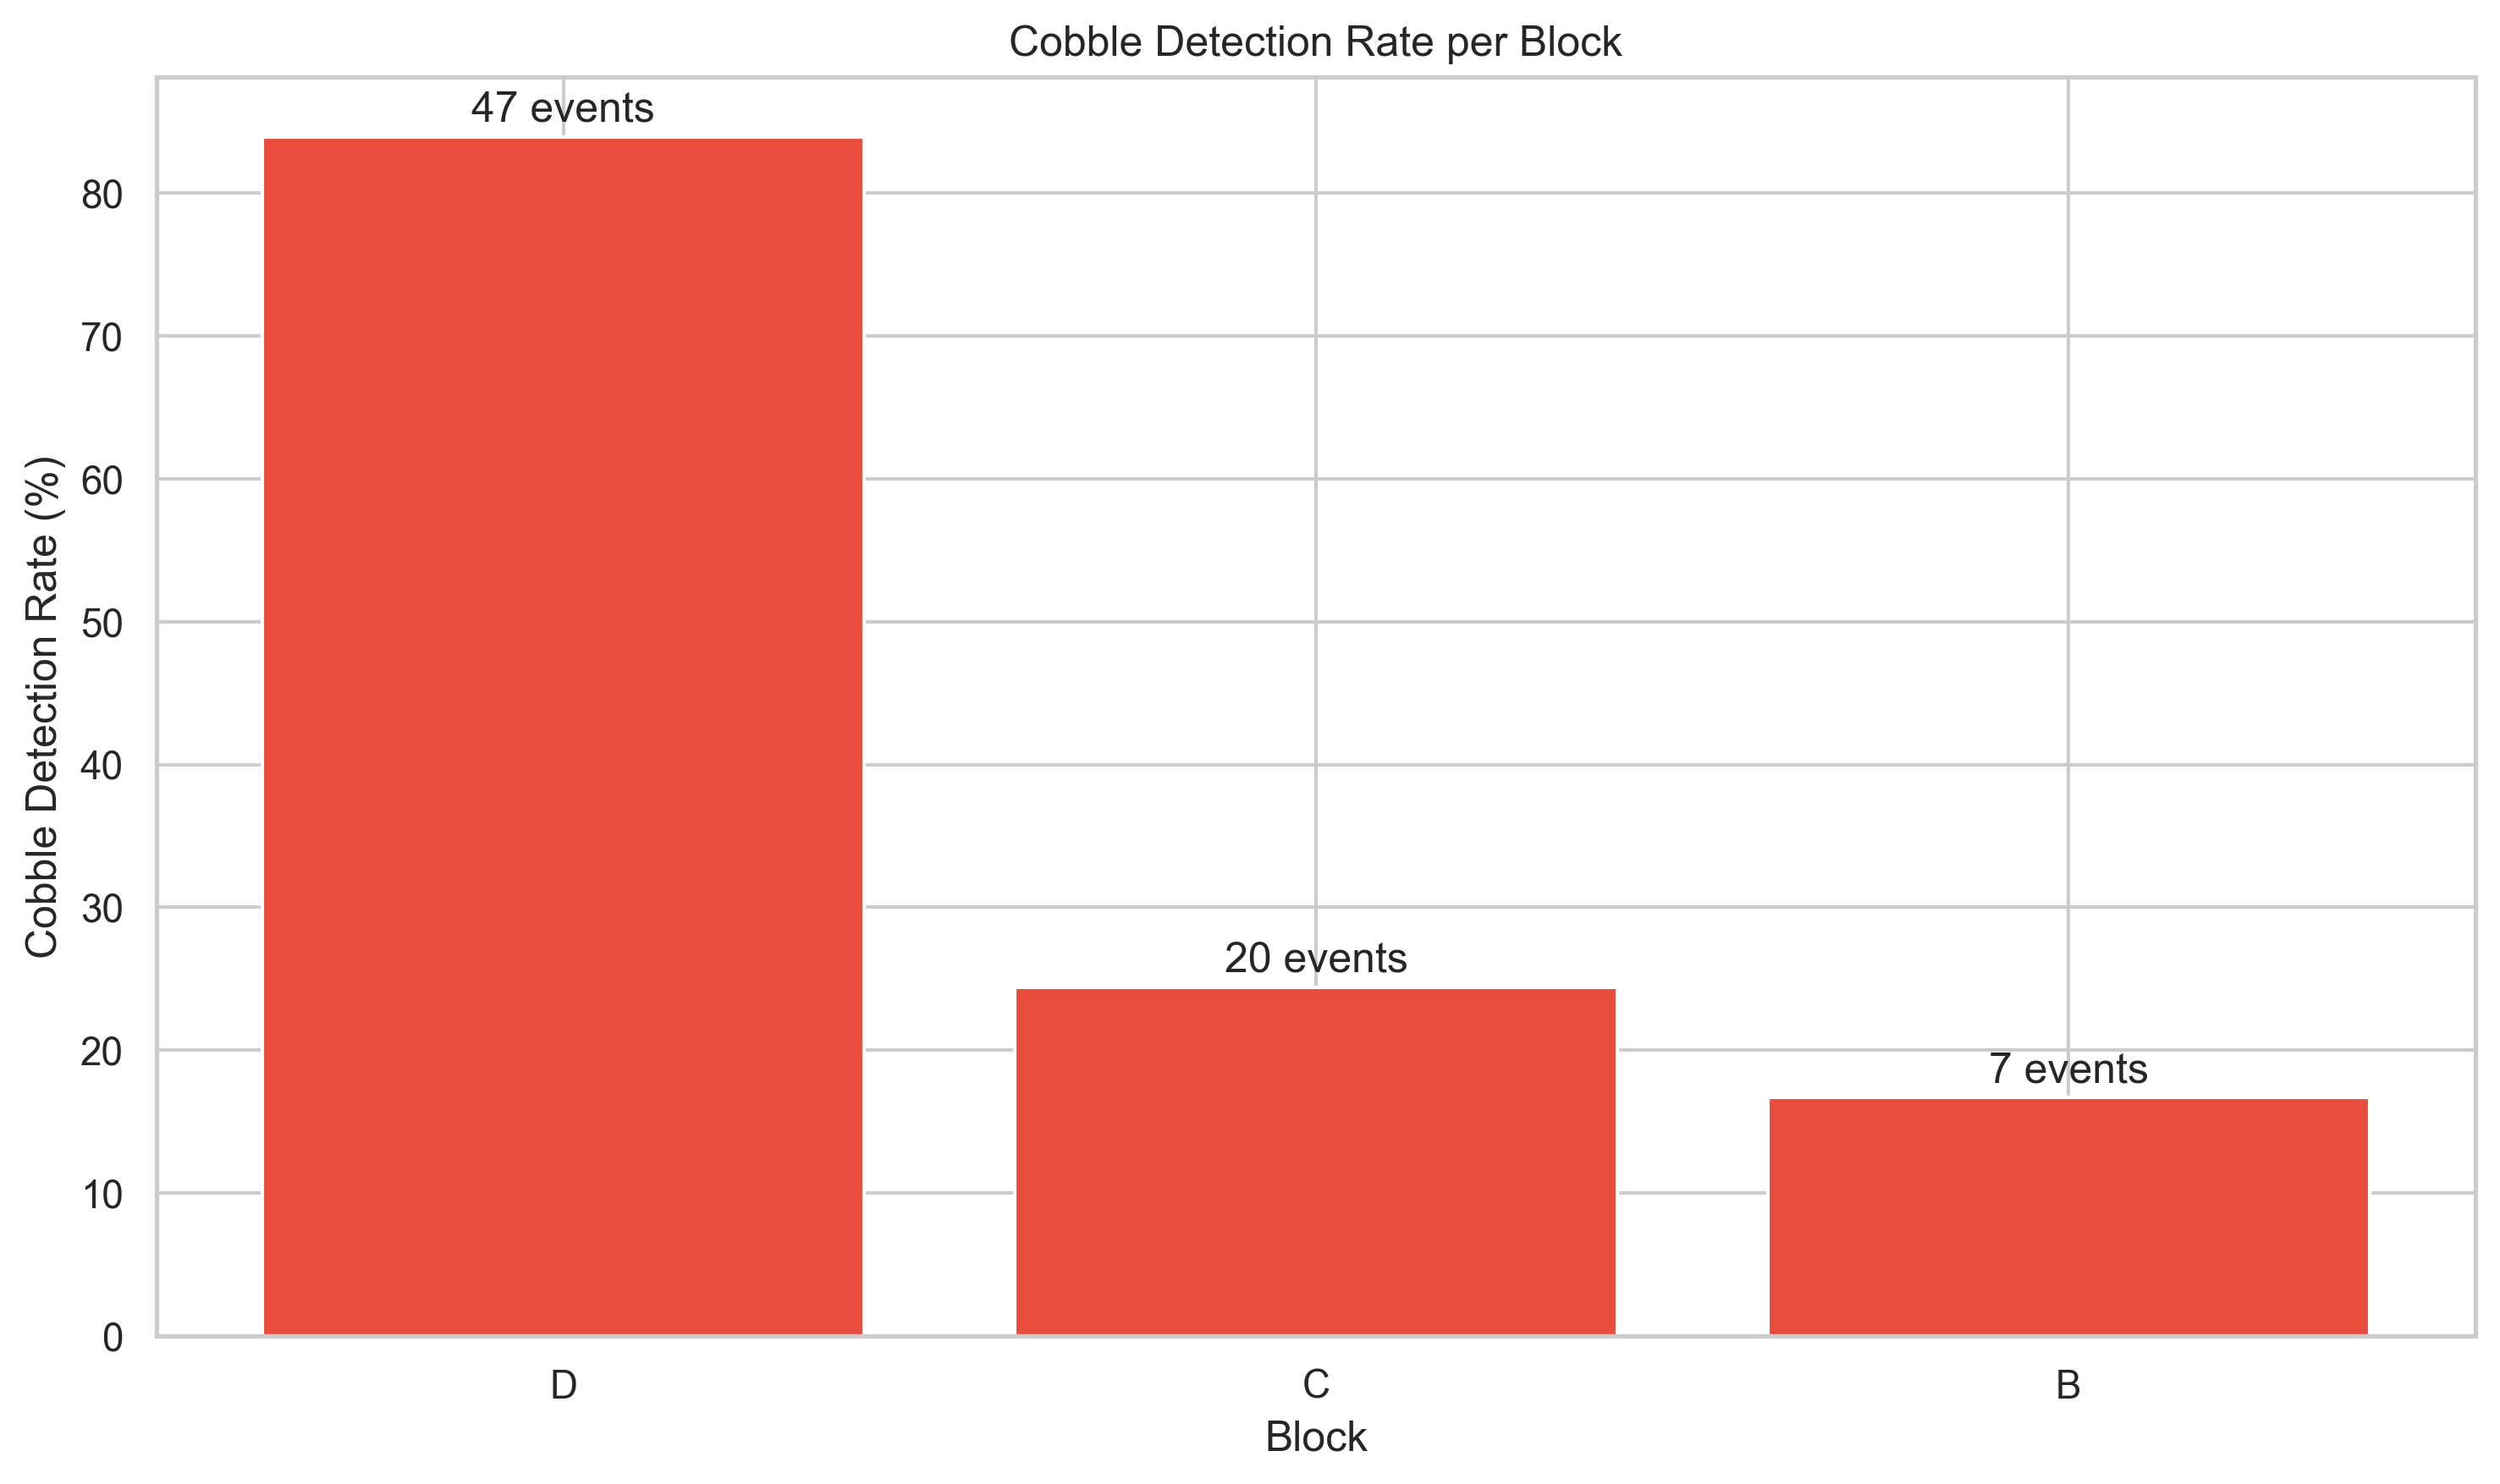 Cobble Detection Rate per Block
47 events
20 events
7 events
80
70
60
50
40
30
20
10
0
Cobble Detection Rate (%)
D
C
B
Block